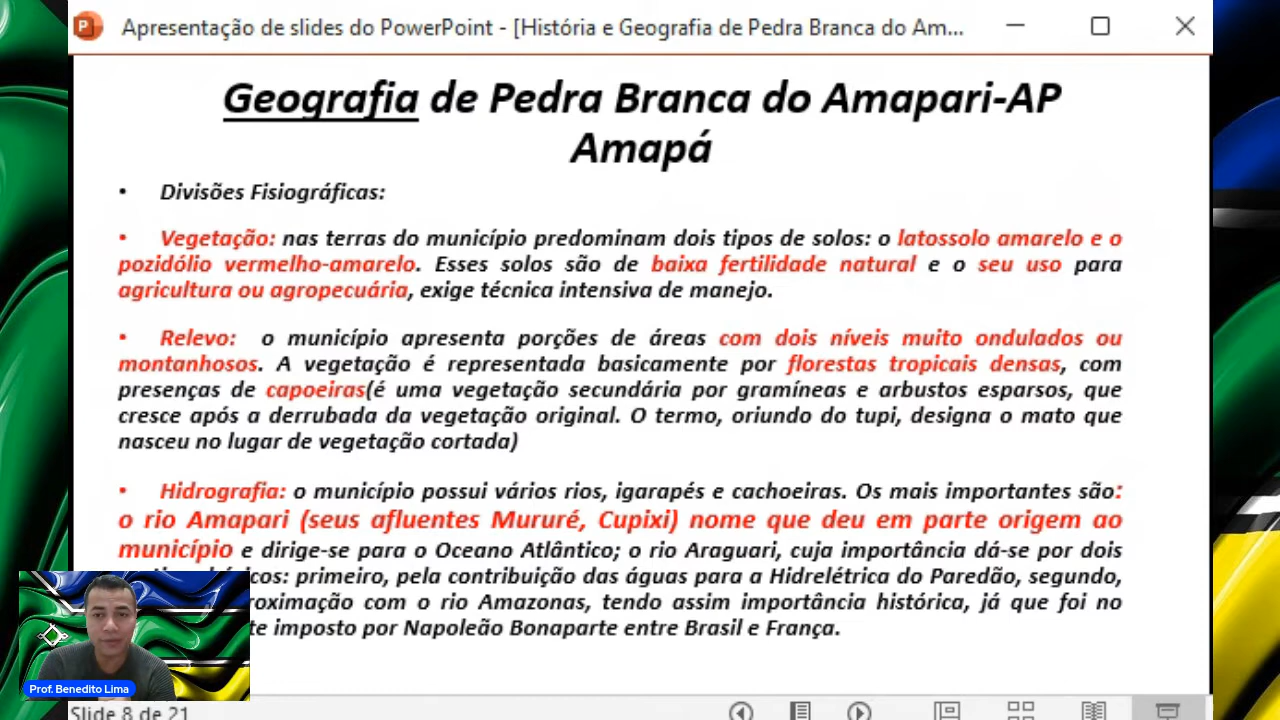 Apresentação de slides do PowerPoint - [História e Geografia de Pedra Branca do Am...
Geografia de Pedra Branca do Amapari-AP
Amapá
• Divisões Fisiográficas:
• Vegetação: nas terras do município predominam dois tipos de solos: o latossolo amarelo e o
pozidólio vermelho-amarelo. Esses solos são de baixa fertilidade natural e o seu uso para
agricultura ou agropecuária, exige técnica intensiva de manejo.
• Relevo: o município apresenta porções de áreas com dois níveis muito ondulados ou
montanhosos. A vegetação é representada basicamente por florestas tropicais densas, com
presenças de capoeiras(é uma vegetação secundária por gramíneas e arbustos esparsos, que
cresce após a derrubada da vegetação original. O termo, oriundo do tupi, designa o mato que
nasceu no lugar de vegetação cortada)
• Hidrografia: o município possui vários rios, igarapés e cachoeiras. Os mais importantes são:
o rio Amapari (seus afluentes Mururé, Cupixi) nome que deu em parte origem ao
município e dirige-se para o Oceano Atlântico; o rio Araguari, cuja importância dá-se por dois
primeiro, pela contribuição das águas para a Hidrelétrica do Paredão, segundo,
com o rio Amazonas, tendo assim importância histórica, já que foi no
imposto por Napoleão Bonaparte entre Brasil e França.
Prof. Benedito Lima
Slide 8 de 21